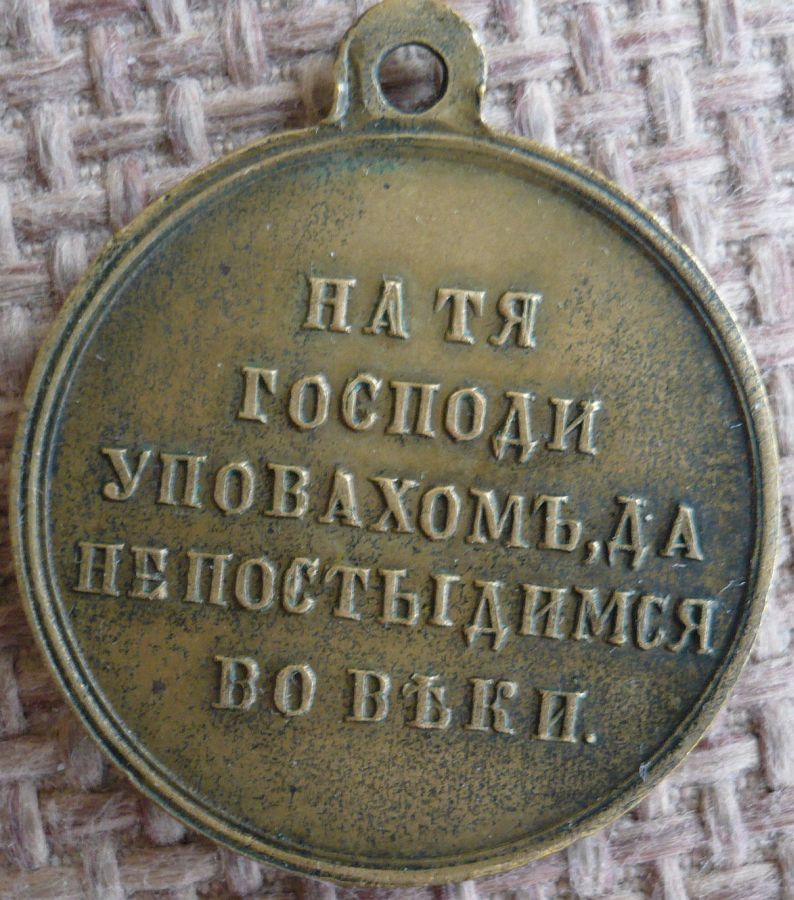 НА ТЯ
ГОСПОДИ
УПОВАХОМЪ, ДА
НЕ ПОСТЫДИМСЯ
ВО ВѢКИ.